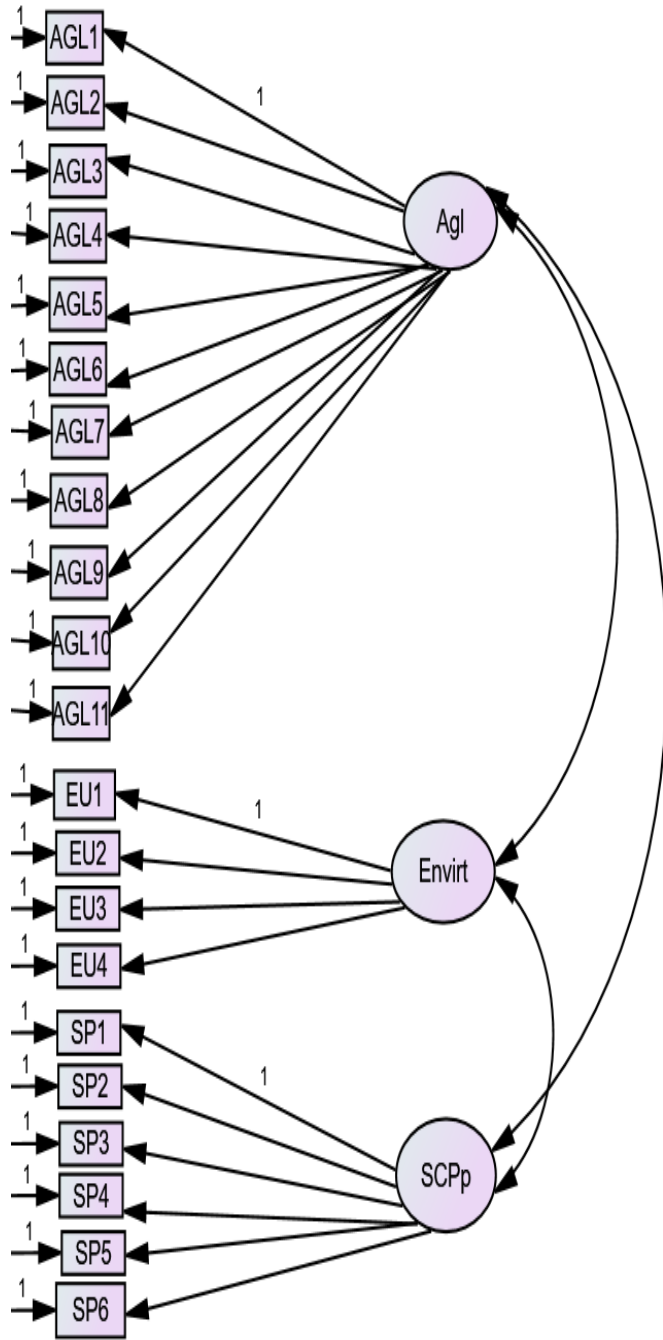 1 AGL1
1
1 AGL2
1 AGL3
Agl
1 AGL4
1 AGL5
1 AGL6
1 AGL7
1 AGL8
1 AGL9
1 AGL10
1 AGL11
1 EU1
1
1 EU2
Envirt
1 EU3
1 EU4
1 SP1
1
1 SP2
1 SP3
SCPp
1 SP4
1 SP5
1 SP6